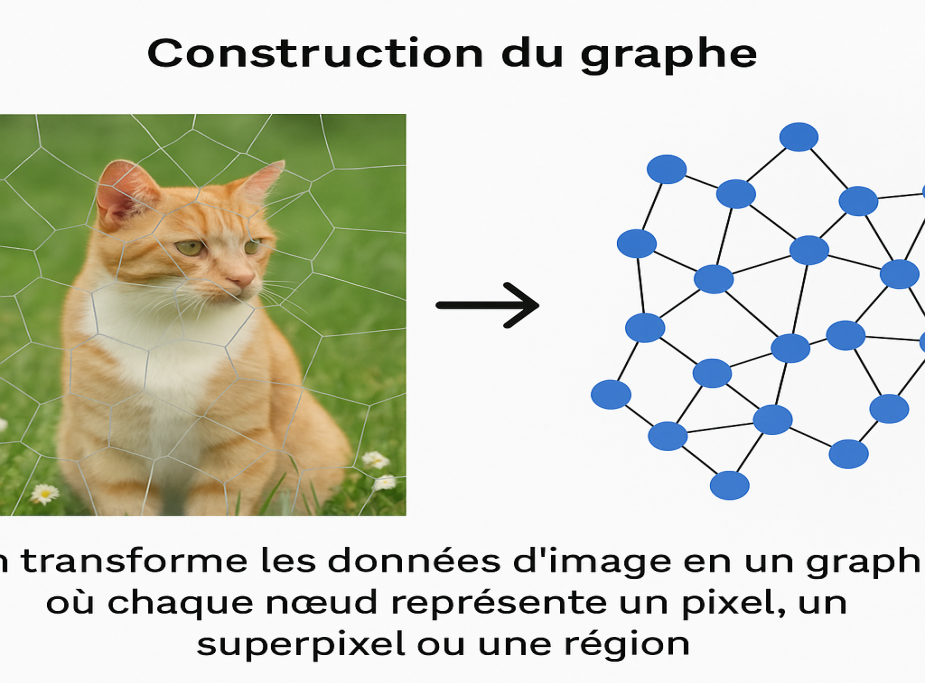 Construction du graphe
transforme les données d'image en un graph
où chaque nœud représente un pixel, un
superpixel ou une région